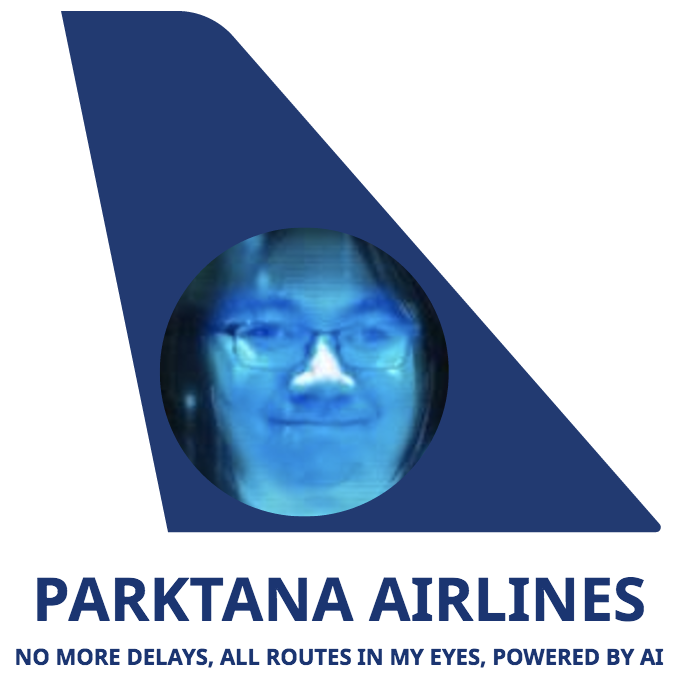 PARKTANA AIRLINES
NO MORE DELAYS, ALL ROUTES IN MY EYES, POWERED BY AI